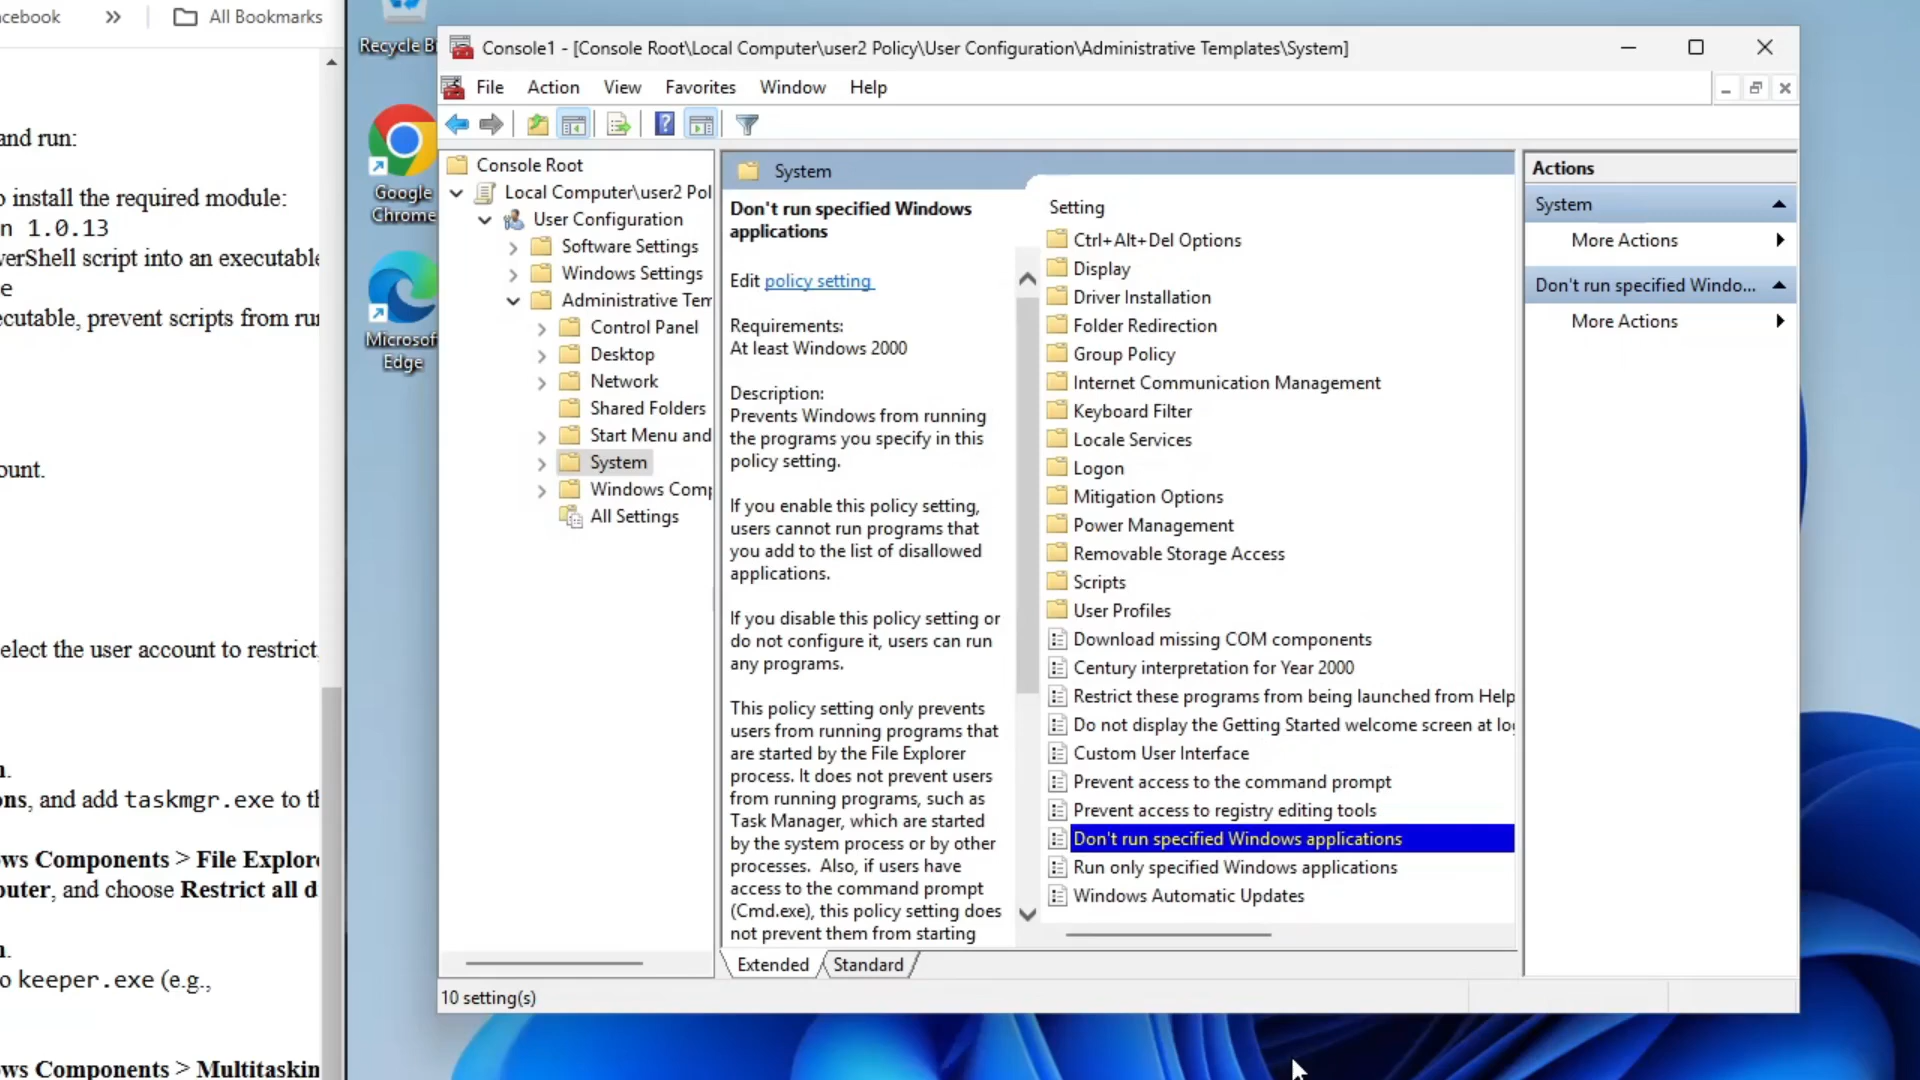 cebook
»
All Bookmarks
and run:
o install the required module:
n 1.0.13
verShell script into an executable
e
ecutable, prevent scripts from ru
ount.
elect the user account to restrict,
n.
ons, and add taskmgr.exe to th
ws Components > File Explore
outer, and choose Restrict all d
n.
o keeper.exe (e.g.,
ws Components > Multitaskin
Recycle Bi
Google
Chrome
Microsof
Edge
Console1 - [Console Root\Local Computer\user2 Policy\User Configuration\Administrative Templates\System]
File Action View Favorites Window Help
Console Root
Local Computer\user2 Pol
User Configuration
Software Settings
Windows Settings
Administrative Tem
Control Panel
Desktop
Network
Shared Folders
Start Menu and
System
Windows Comp
All Settings
System
Don't run specified Windows
applications
Edit policy setting
Requirements:
At least Windows 2000
Description:
Prevents Windows from running
the programs you specify in this
policy setting.
If you enable this policy setting,
users cannot run programs that
you add to the list of disallowed
applications.
If you disable this policy setting or
do not configure it, users can run
any programs.
This policy setting only prevents
users from running programs that
are started by the File Explorer
process. It does not prevent users
from running programs, such as
Task Manager, which are started
by the system process or by other
processes. Also, if users have
access to the command prompt
(Cmd.exe), this policy setting does
not prevent them from starting
Setting
Ctrl+Alt+Del Options
Display
Driver Installation
Folder Redirection
Group Policy
Internet Communication Management
Keyboard Filter
Locale Services
Logon
Mitigation Options
Power Management
Removable Storage Access
Scripts
User Profiles
Download missing COM components
Century interpretation for Year 2000
Restrict these programs from being launched from Help
Do not display the Getting Started welcome screen at log
Custom User Interface
Prevent access to the command prompt
Prevent access to registry editing tools
Don't run specified Windows applications
Run only specified Windows applications
Windows Automatic Updates
Extended
Standard
Actions
System
More Actions
Don't run specified Windo...
More Actions
10 setting(s)